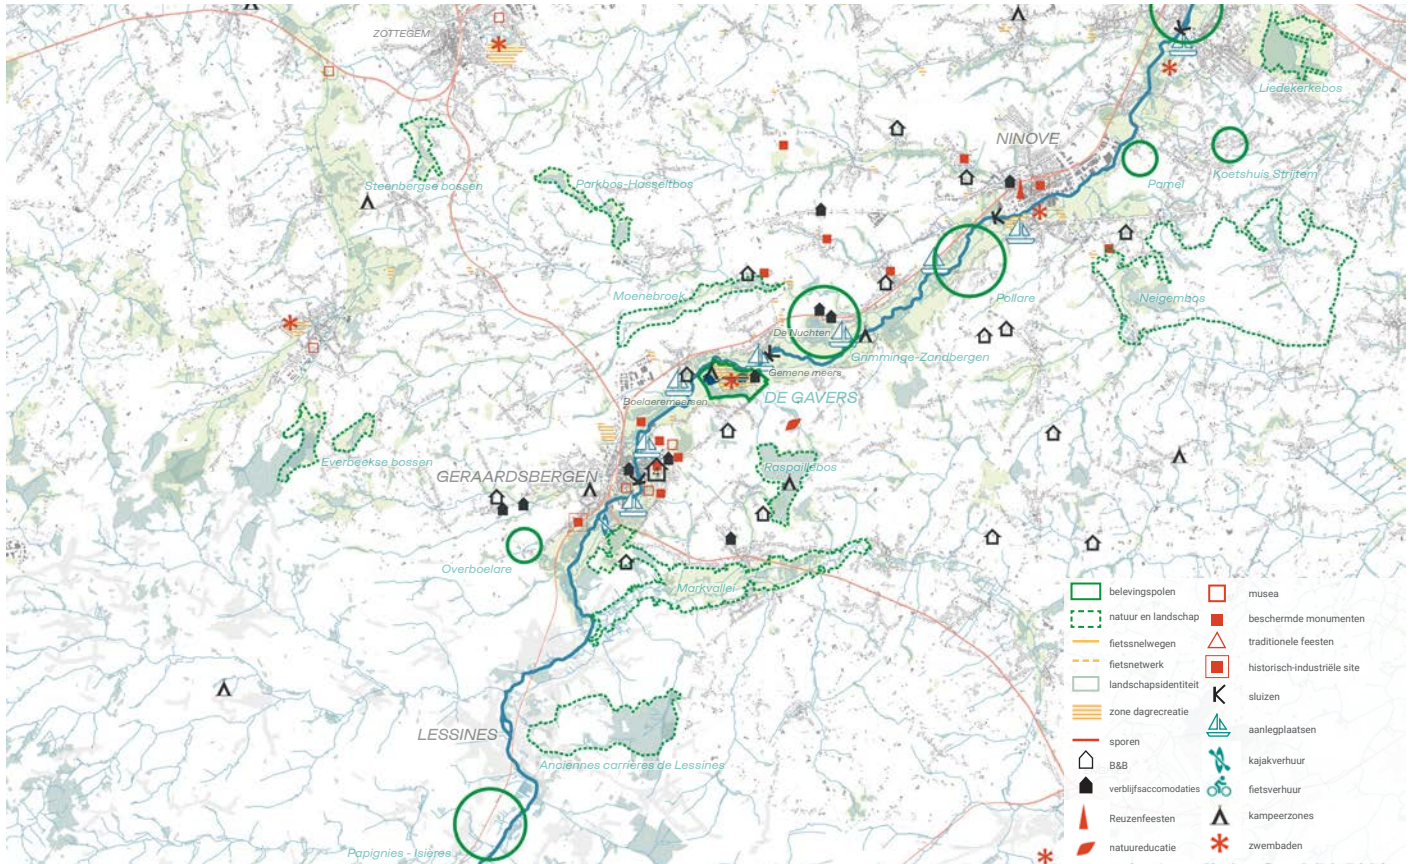 ZOTTEGEM
Liedekerkebos
NINOVE
Steenbergse bossen
Parkbos-Hasseltbos
Pamel
Koetshuis Strijtem
Moenebroek
Pollare
Neigembos
De Nuchten
Grimminge-Zandbergen
Gemene meers
Boelaremeersen
DE GAVERS
Everbeekse bossen
GERAARDSBERGEN
Raspaillebos
Overboelare
Markvallei
LESSINES
Anciennes carrières de Lessines
Papignies - Isières
belevingspolen
natuur en landschap
fietssnelwegen
fietsnetwerk
landschapsidentiteit
zone dagrecreatie
sporen
B&B
verblijfsaccomodaties
Reuzenfeesten
natuureducatie
musea
beschermde monumenten
traditionele feesten
historisch-industriële site
sluizen
aanlegplaatsen
kajakverhuur
fietsverhuur
kampeerzones
zwembaden